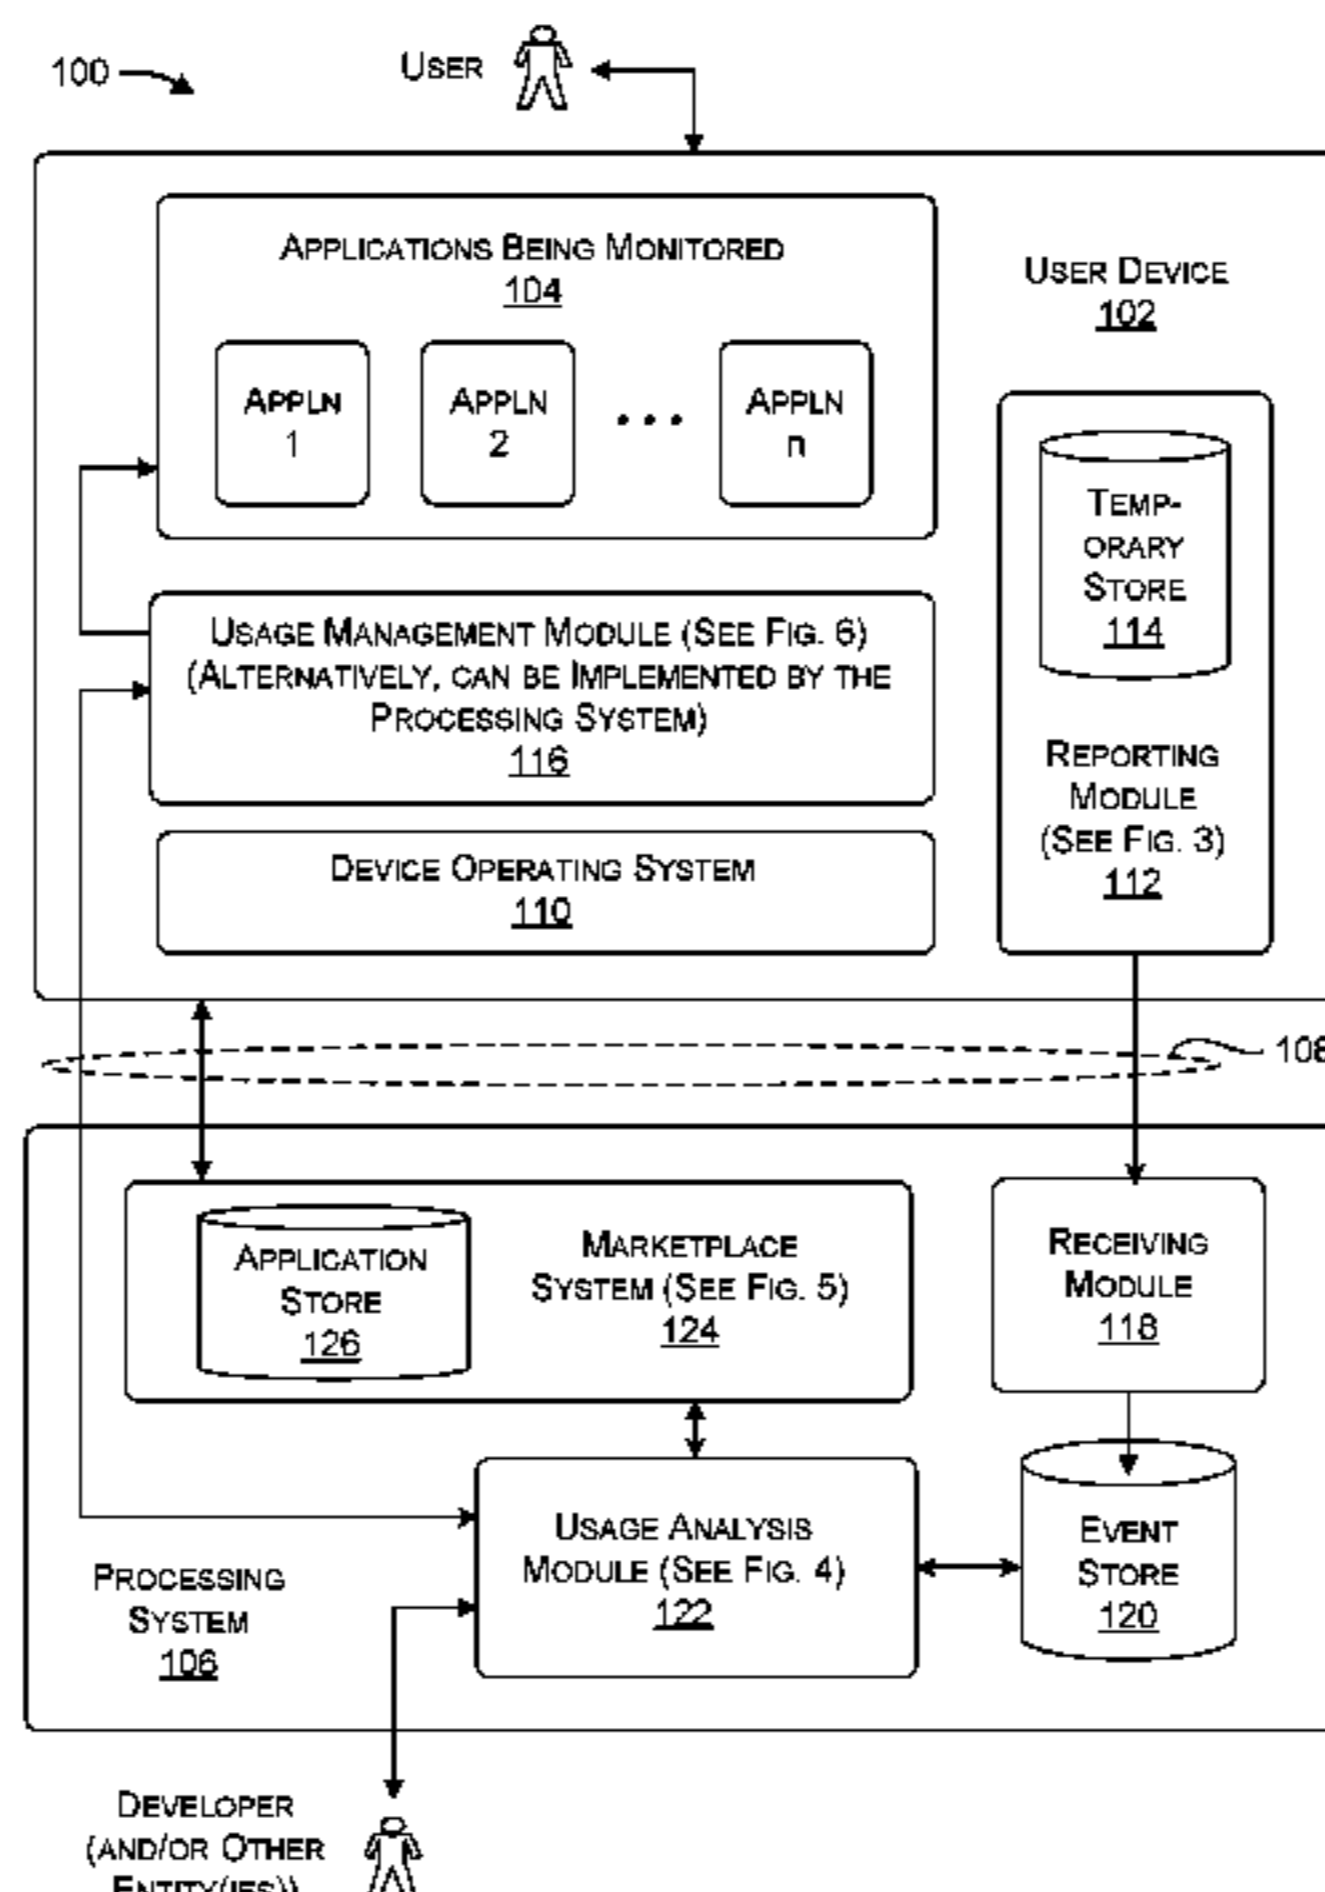 100
USER
APPLICATIONS BEING MONITORED
104
APPLN
1
APPLN
2
• • •
APPLN
n
USER DEVICE
102
TEMP-
ORARY
STORE
114
REPORTING
MODULE
(SEE FIG. 3)
112
USAGE MANAGEMENT MODULE (SEE FIG. 6)
(ALTERNATIVELY, CAN BE IMPLEMENTED BY THE
PROCESSING SYSTEM)
116
DEVICE OPERATING SYSTEM
110
108
APPLICATION
STORE
126
MARKETPLACE
SYSTEM (SEE FIG. 5)
124
RECEIVING
MODULE
118
USAGE ANALYSIS
MODULE (SEE FIG. 4)
122
EVENT
STORE
120
PROCESSING
SYSTEM
106
DEVELOPER
(AND/OR OTHER
ENTITY(IES))